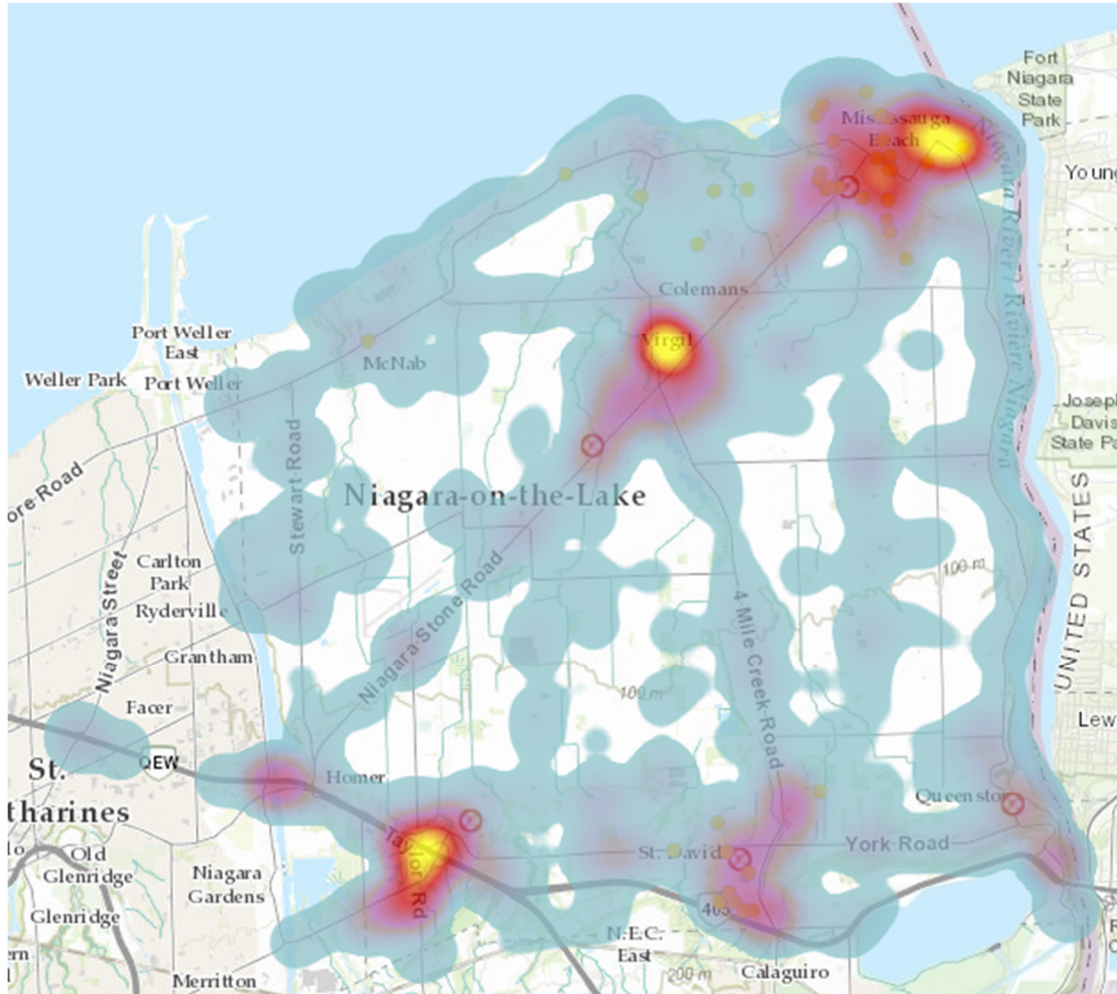 Fort
Niagara
State
Park
Mississauga
Beach
Youn
Niagara River Rivière Niagara
Colemans
Virgil
Port Weller
East
McNab
Weller Park
Port Weller
Joseph
Davis
State Pa
Stewart Road
Niagara-on-the-Lake
ore Road
UNITED STATES
Carlton
Park
Ryderville
100 m
Niagara Street
Niagara Stone Road
4 Mile Creek Road
Grantham
100 m
Facer
Lew
QEW
St.
tharines
Homer
Queenston
Taylor Rd
St. David
York Road
lo
Old
Glenridge
Niagara
Gardens
Glenridge
405
N.E.C.
East
ern
Merritton
200 m
Calaguiro